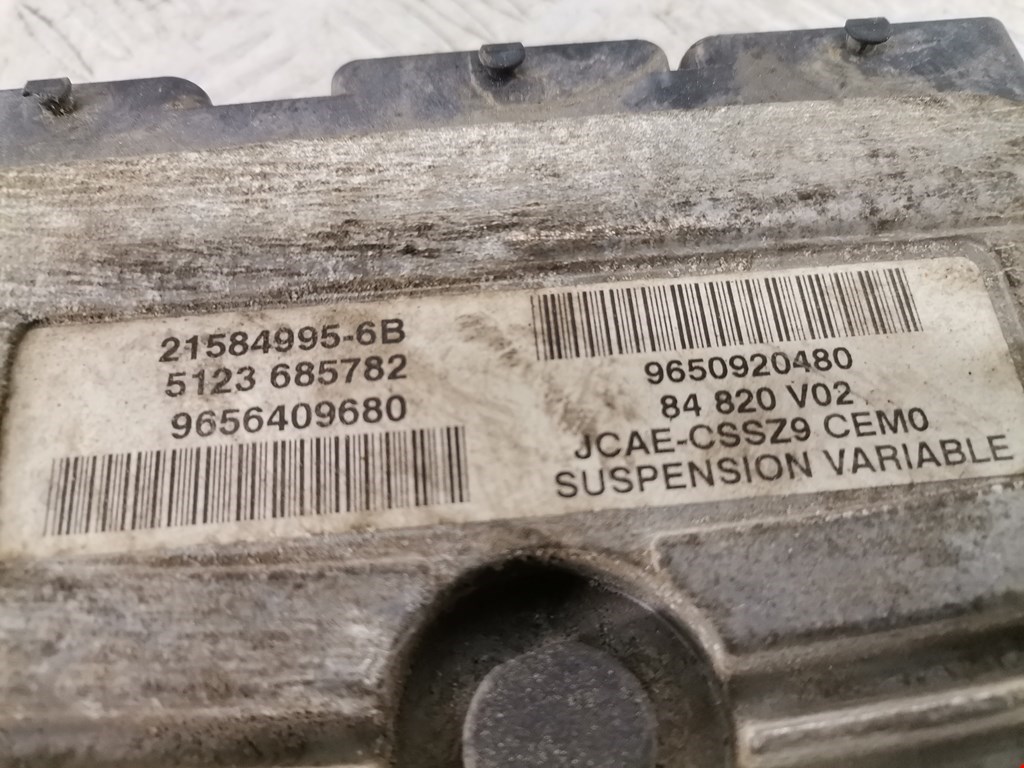 21584995-6B
5123 685782
9656409680
9650920480
84 820 V02
JCAE-CSSZ9 CEM0
SUSPENSION VARIABLE